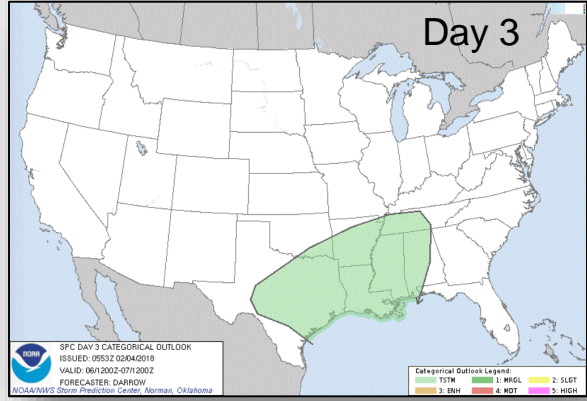 Day 3
NOAA
SPC DAY 3 CATEGORICAL OUTLOOK
ISSUED: 0553Z 02/04/2018
VALID: 06/1200Z-07/1200Z
FORECASTER: DARROW
NOAA/NWS Storm Prediction Center, Norman, Oklahoma
Categorical Outlook Legend:
TSTM 1: MRGL 2: SLGT
3: ENH 4: MDT 5: HIGH